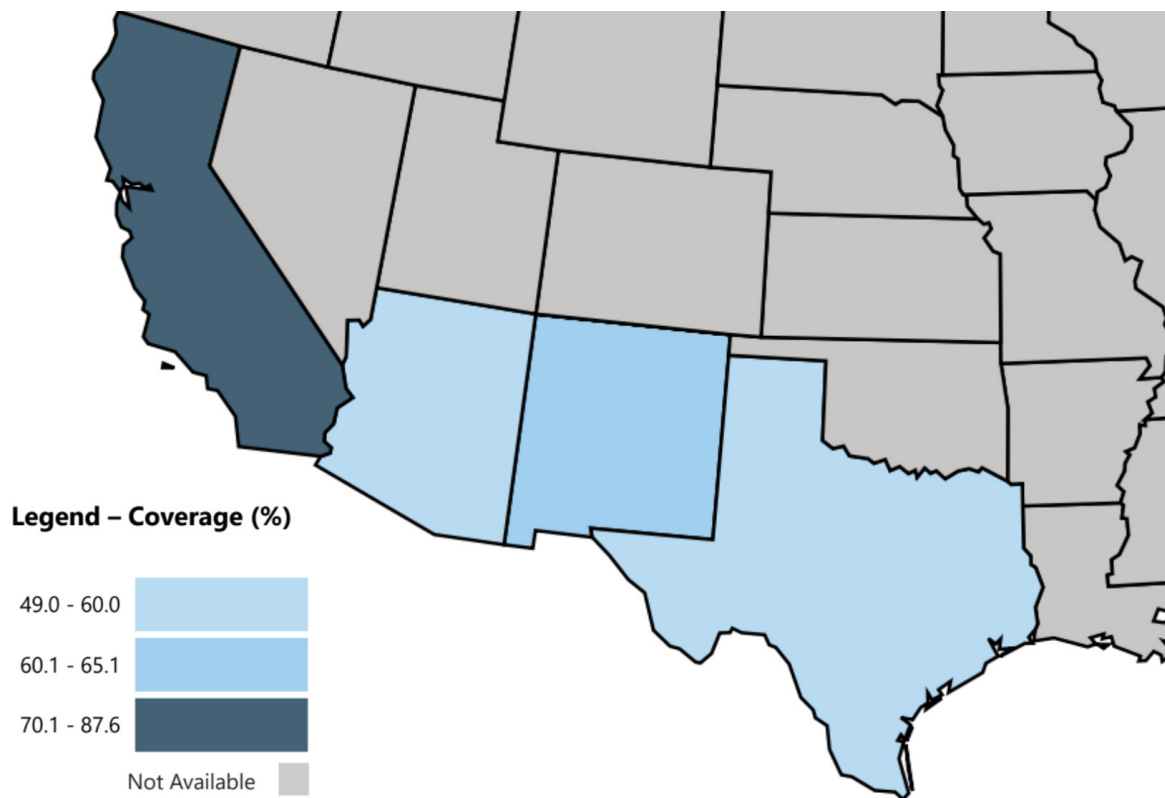 Legend – Coverage (%)
49.0 - 60.0
60.1 - 65.1
70.1 - 87.6
Not Available